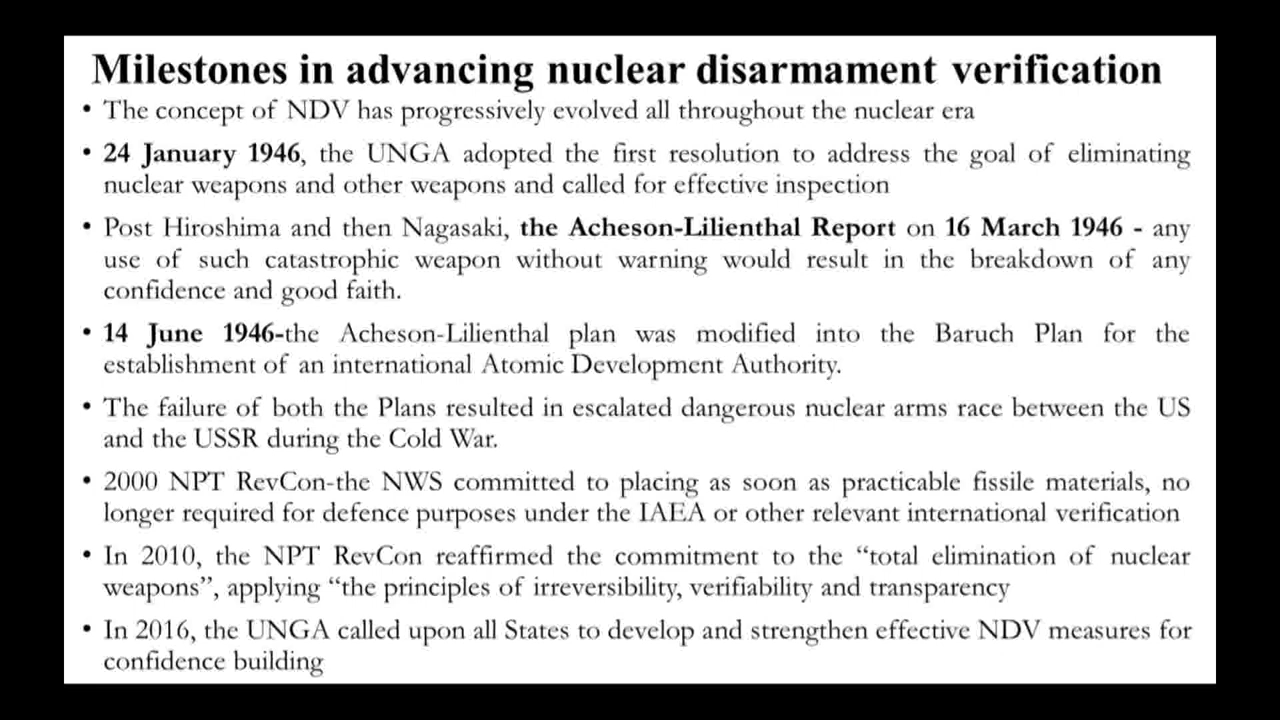 Milestones in advancing nuclear disarmament verification
• The concept of NDV has progressively evolved all throughout the nuclear era
• 24 January 1946, the UNGA adopted the first resolution to address the goal of eliminating
nuclear weapons and other weapons and called for effective inspection
• Post Hiroshima and then Nagasaki, the Acheson-Lilienthal Report on 16 March 1946 - any
use of such catastrophic weapon without warning would result in the breakdown of any
confidence and good faith.
• 14 June 1946-the Acheson-Lilienthal plan was modified into the Baruch Plan for the
establishment of an international Atomic Development Authority.
• The failure of both the Plans resulted in escalated dangerous nuclear arms race between the US
and the USSR during the Cold War.
• 2000 NPT RevCon-the NWS committed to placing as soon as practicable fissile materials, no
longer required for defence purposes under the IAEA or other relevant international verification
• In 2010, the NPT RevCon reaffirmed the commitment to the “total elimination of nuclear
weapons”, applying “the principles of irreversibility, verifiability and transparency
• In 2016, the UNGA called upon all States to develop and strengthen effective NDV measures for
confidence building